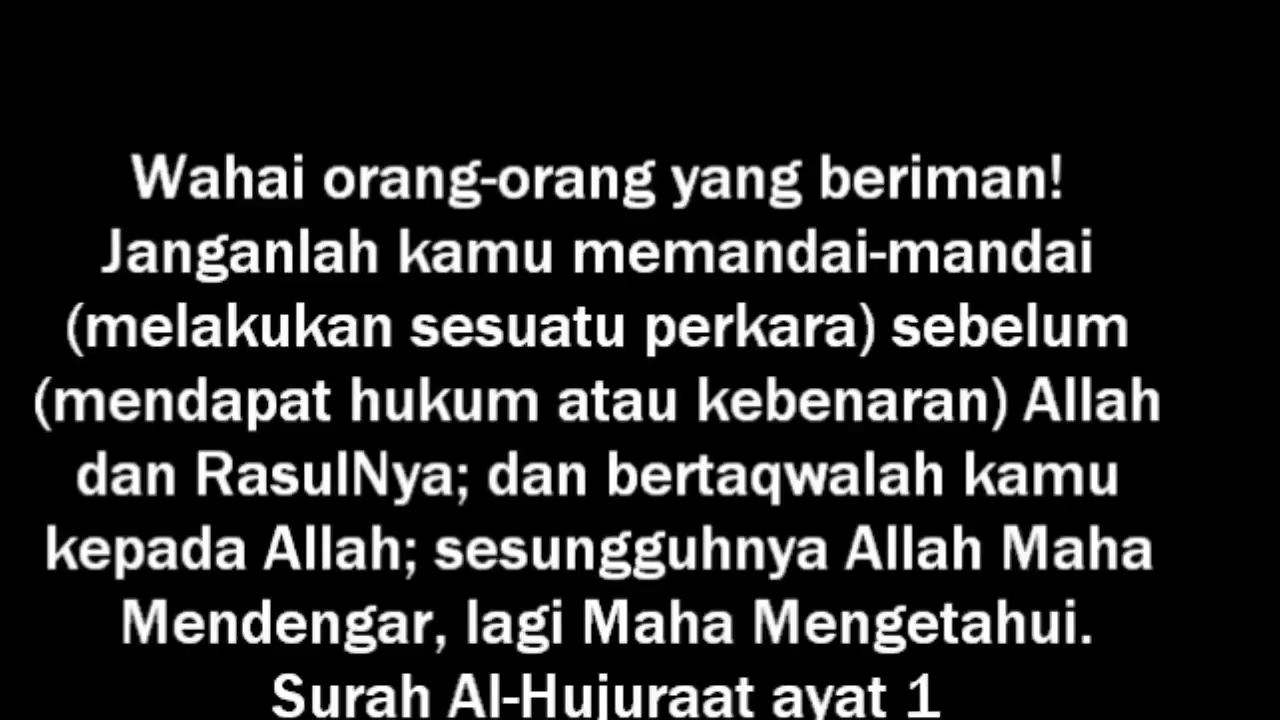 Wahai orang-orang yang beriman!
Janganlah kamu memandai-mandai
(melakukan sesuatu perkara) sebelum
(mendapat hukum atau kebenaran) Allah
dan RasulNya; dan bertaqwalah kamu
kepada Allah; sesungguhnya Allah Maha
Mendengar, lagi Maha Mengetahui.
Surah Al-Hujuraat ayat 1